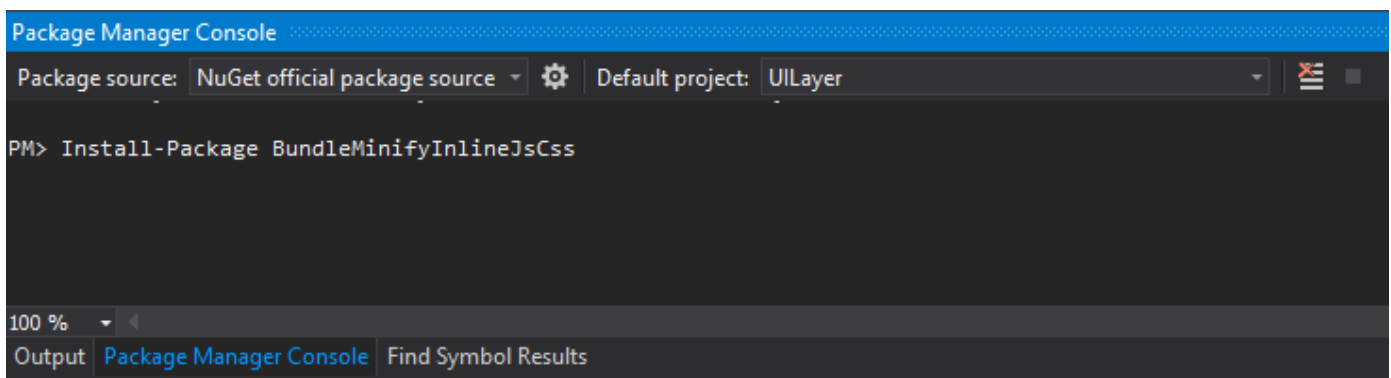 Package Manager Console
Package source: NuGet official package source Default project: UILayer
PM> Install-Package BundleMinifyInlineJsCss
100 %
Output Package Manager Console Find Symbol Results